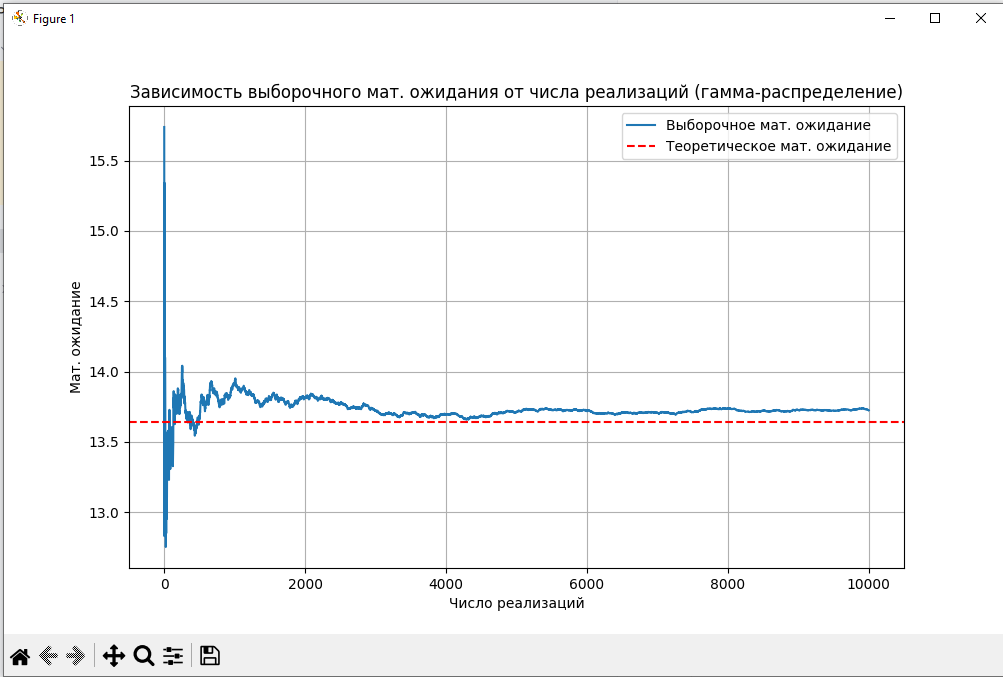 Figure 1
Зависимость выборочного мат. ожидания от числа реализаций (гамма-распределение)
Выборочное мат. ожидание
Теоретическое мат. ожидание
15.5
15.0
14.5
14.0
13.5
13.0
Мат. ожидание
0 2000 4000 6000 8000 10000
Число реализаций